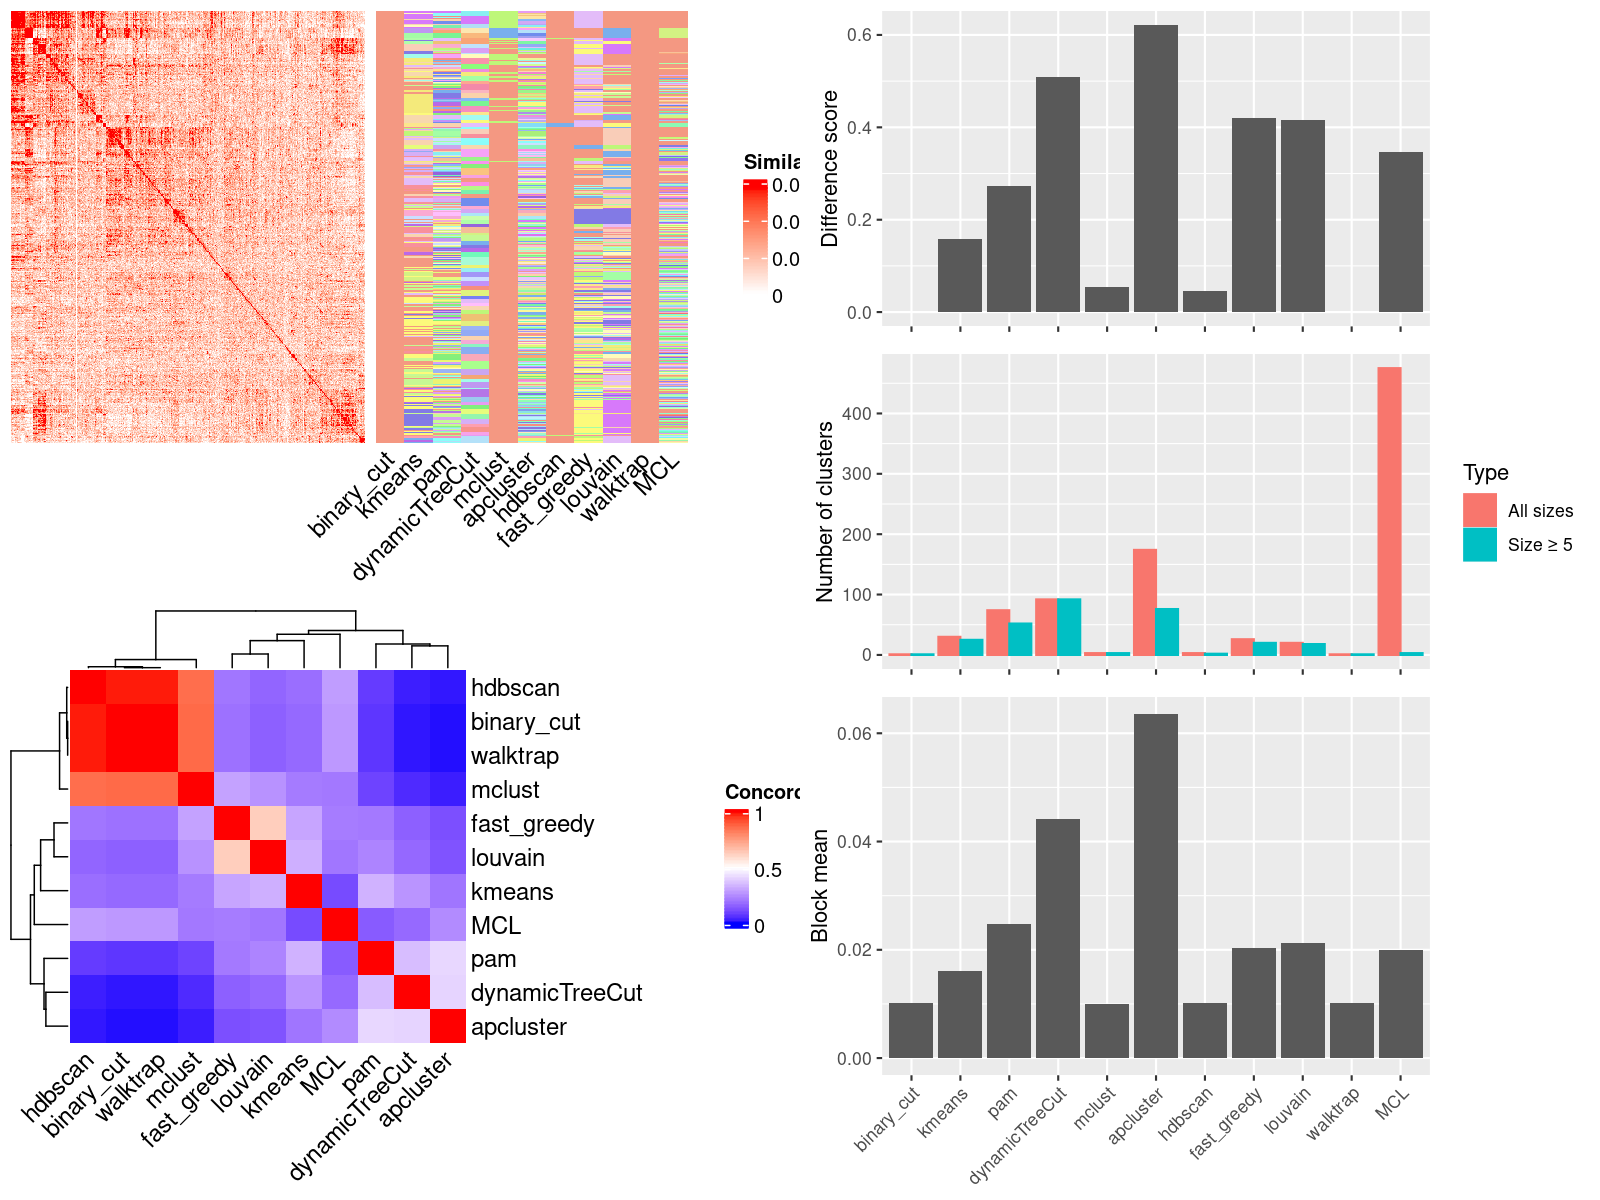 Simila
0.0
0.0
0.0
0
binary_cut
kmeans
pam
dynamicTreeCut
mclust
apcluster
hdbscan
fast_greedy
louvain
walktrap
MCL
hdbscan
binary_cut
walktrap
mclust
fast_greedy
louvain
kmeans
MCL
pam
dynamicTreeCut
apcluster
hdbscan
binary_cut
walktrap
mclust
fast_greedy
louvain
kmeans
MCL
pam
dynamicTreeCut
apcluster
Concord
1
0.5
0
Difference score
0.6
0.4
0.2
0.0
Number of clusters
400
300
200
100
0
Type
All sizes
Size ≥ 5
Block mean
0.06
0.04
0.02
0.00
binary_cut
kmeans
pam
dynamicTreeCut
mclust
apcluster
hdbscan
fast_greedy
louvain
walktrap
MCL